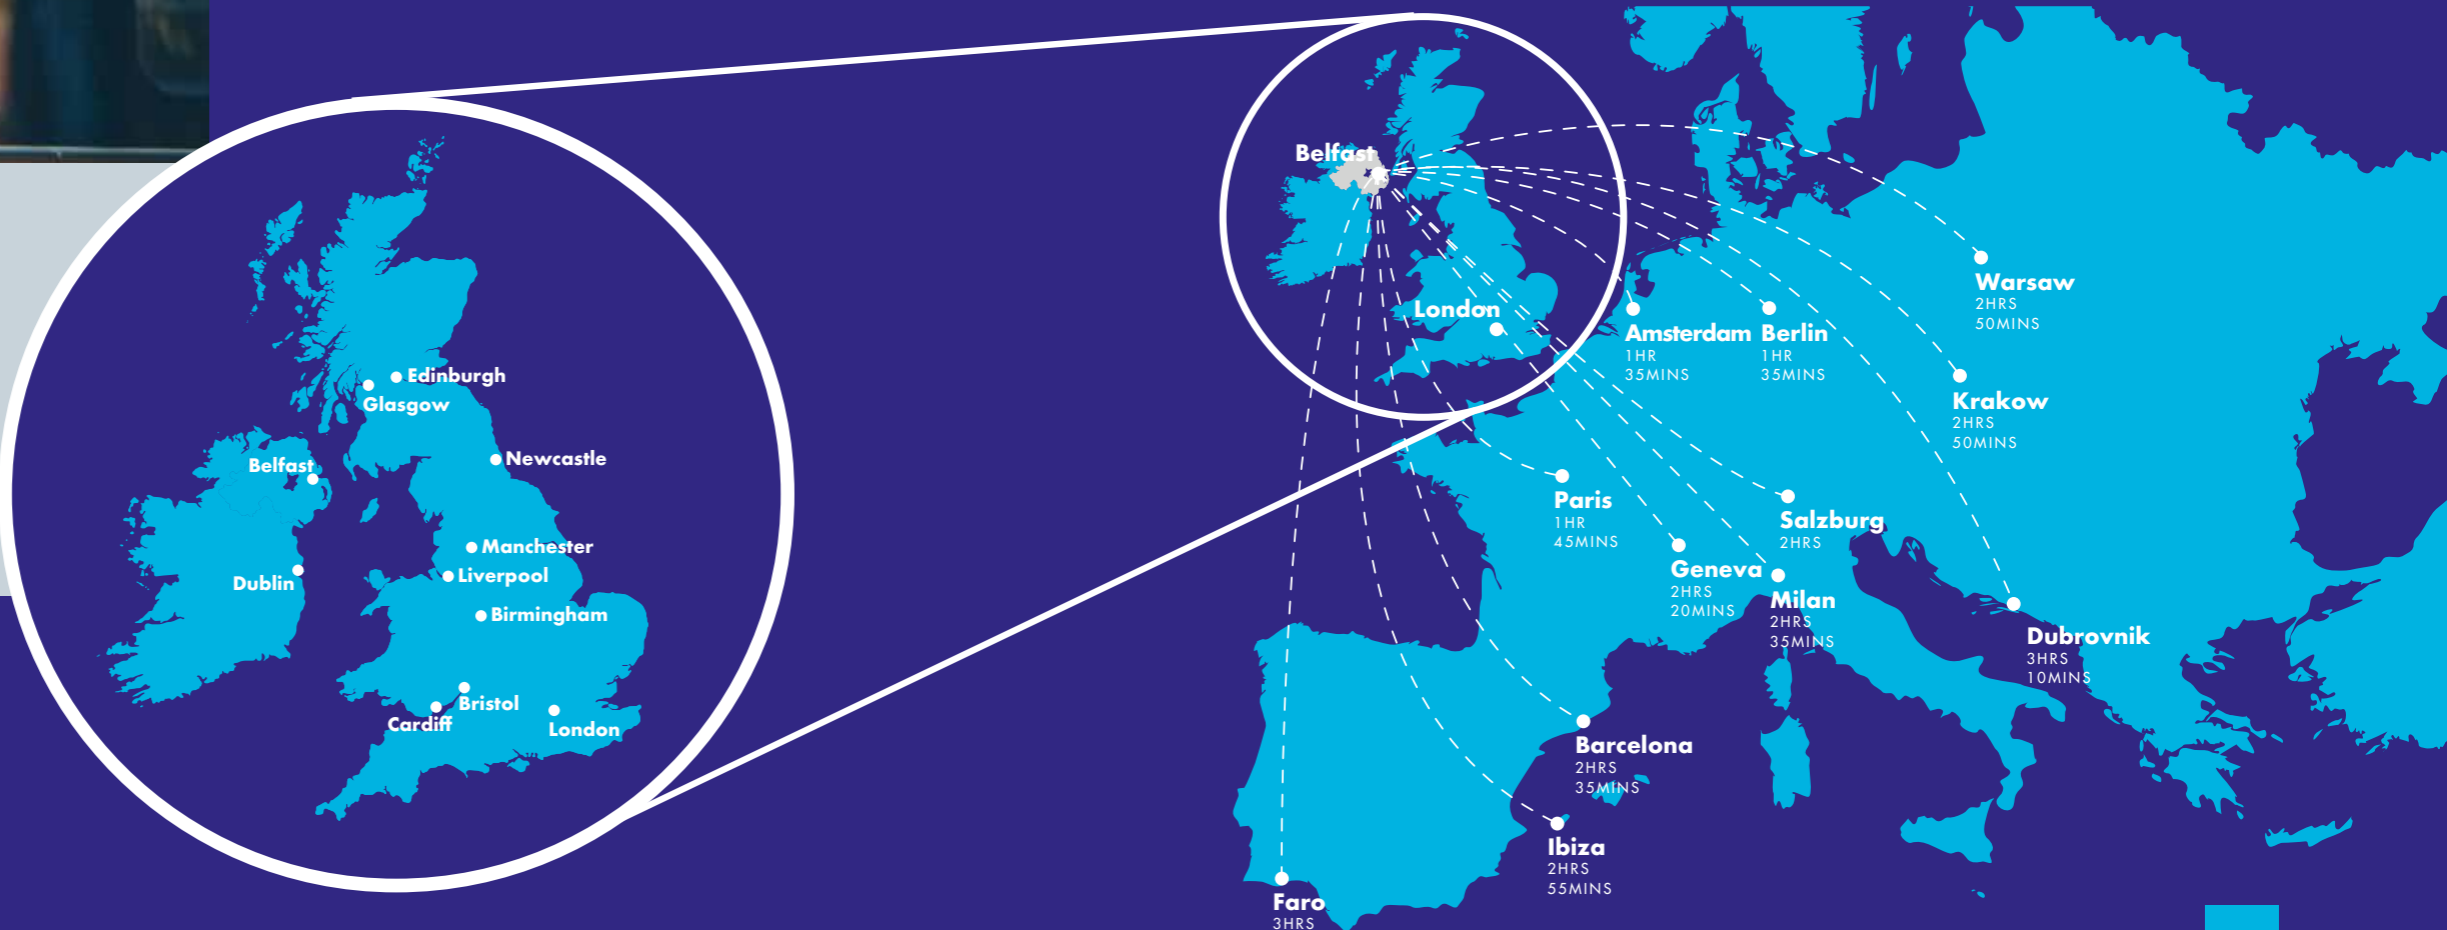 Edinburgh
Glasgow
Newcastle
Belfast
Manchester
Liverpool
Dublin
Birmingham
Bristol
Cardiff
London
Belfast
London
Warsaw
2HRS
50MINS
Amsterdam
1HR
35MINS
Berlin
1HR
35MINS
Krakow
2HRS
50MINS
Paris
1HR
45MINS
Salzburg
2HRS
Geneva
2HRS
20MINS
Milan
2HRS
35MINS
Dubrovnik
3HRS
10MINS
Barcelona
2HRS
35MINS
Ibiza
2HRS
55MINS
Faro
3HRS